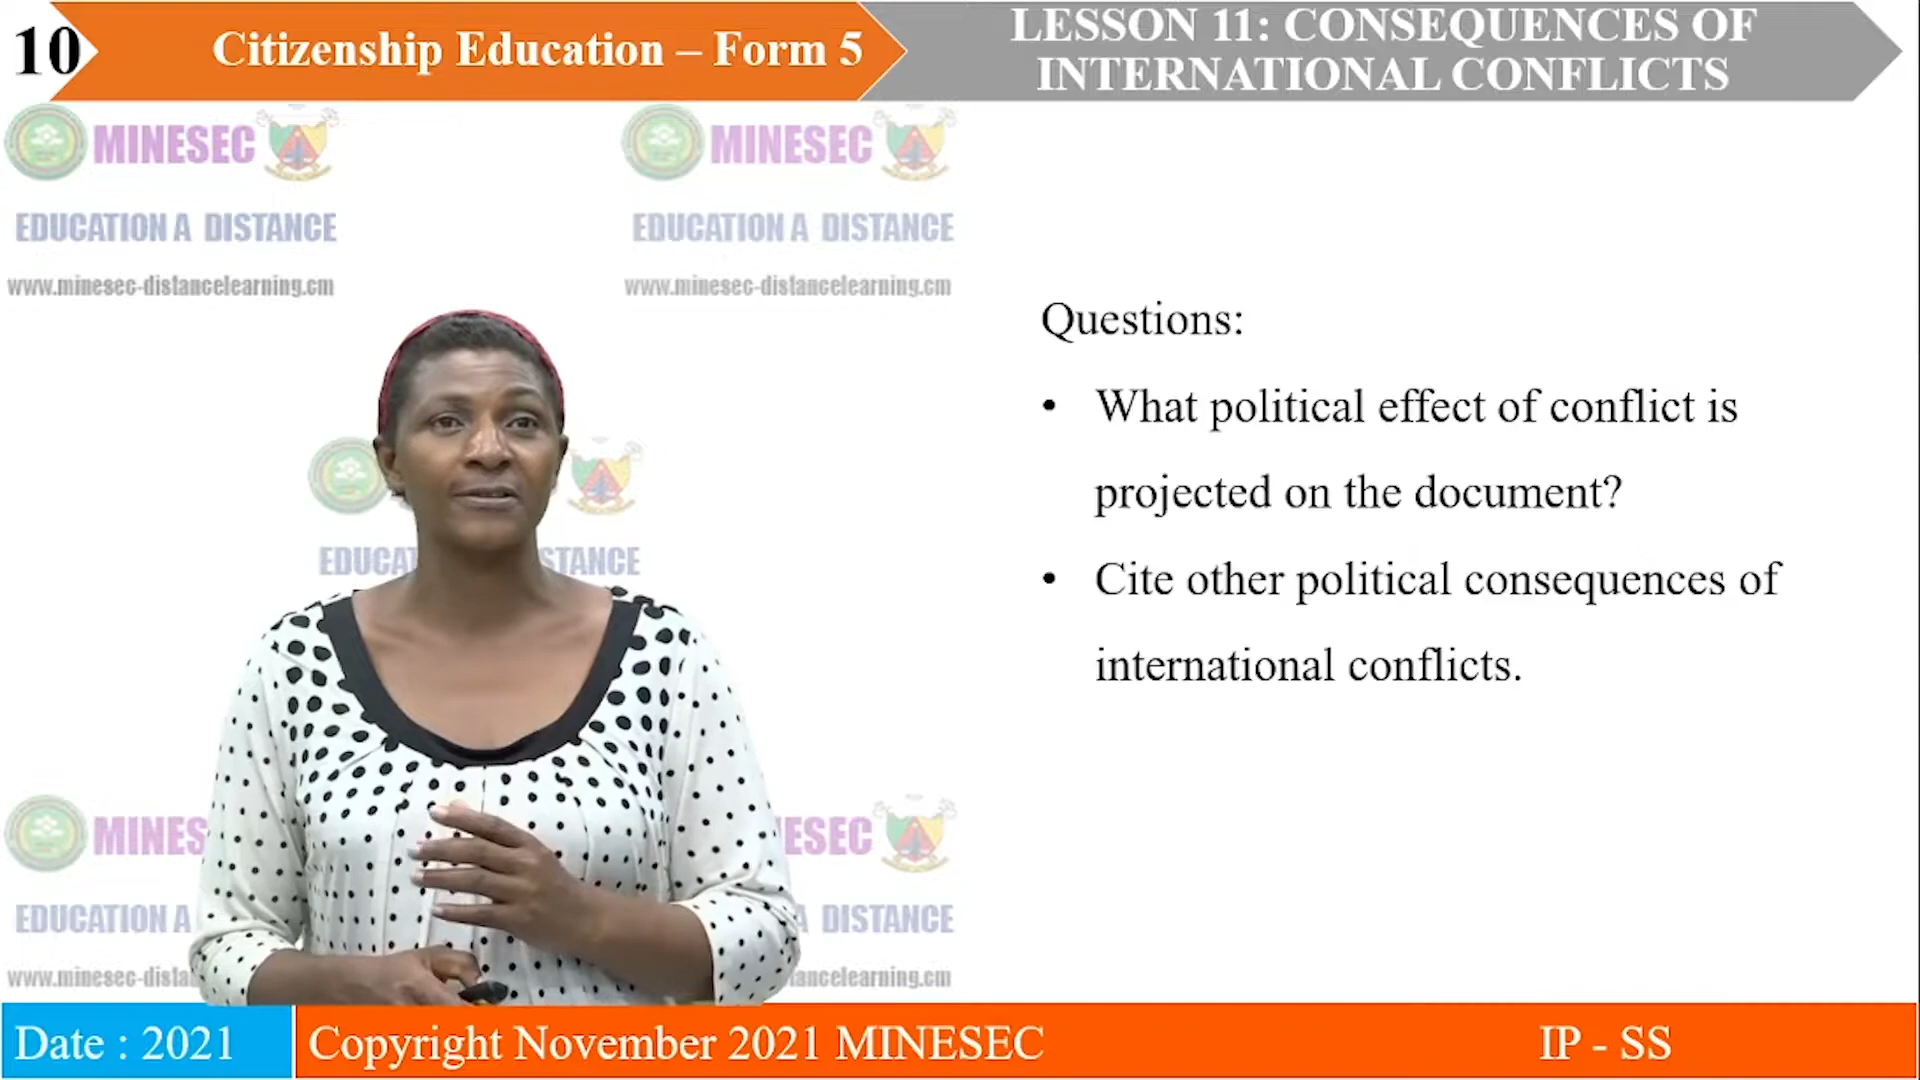 10
Citizenship Education – Form 5
LESSON 11: CONSEQUENCES OF
INTERNATIONAL CONFLICTS
MINESEC
MINESEC
EDUCATION A DISTANCE
EDUCATION A DISTANCE
www.minesec-distancelearning.cm
www.minesec-distancelearning.cm
Questions:
• What political effect of conflict is
projected on the document?
• Cite other political consequences of
international conflicts.
EDUCAT STANCE
MINES ESEC
EDUCATION A A DISTANCE
www.minesec-dista ancelearning.cm
Date : 2021
Copyright November 2021 MINESEC
IP - SS